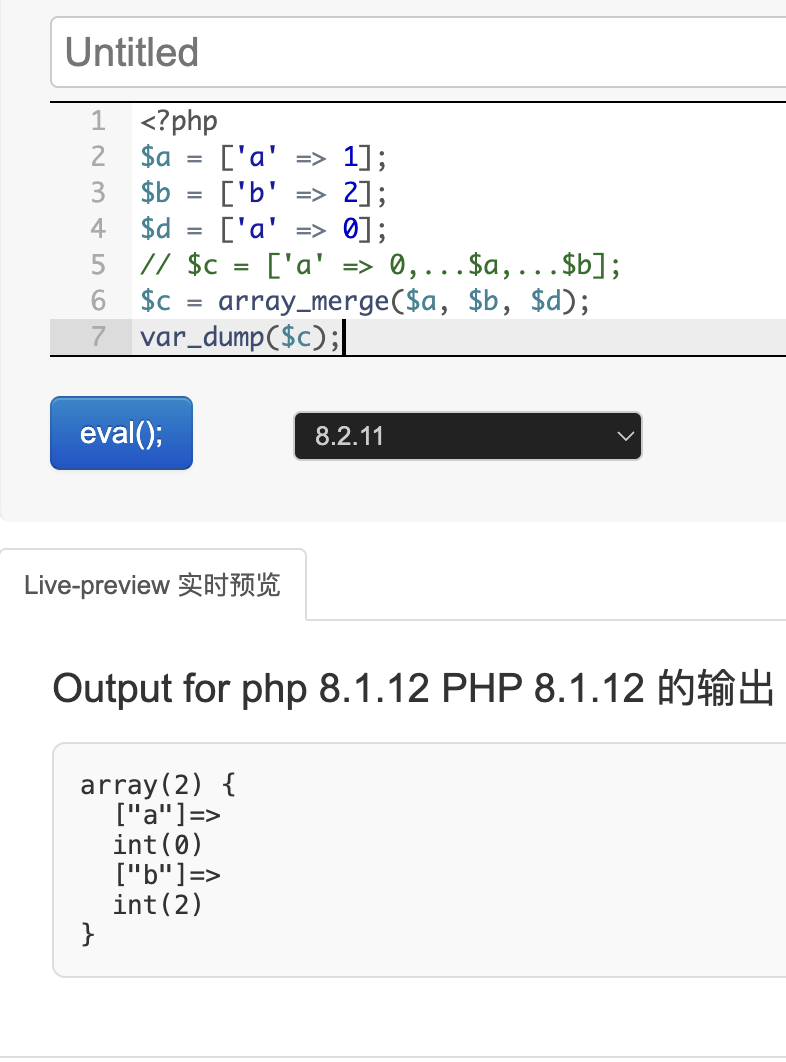 Untitled
1 <?php
2 $a = ['a' => 1];
3 $b = ['b' => 2];
4 $d = ['a' => 0];
5 // $c = ['a' => 0,...$a,...$b];
6 $c = array_merge($a, $b, $d);
7 var_dump($c);
eval(); 8.2.11
Live-preview 实时预览
Output for php 8.1.12 PHP 8.1.12 的输出
array(2) {
  ["a"]=>
  int(0)
  ["b"]=>
  int(2)
}